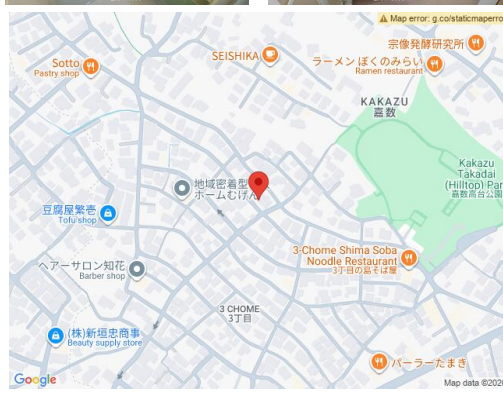 Map error: g.co/staticmaperro
宗像発酵研究所
SEISHIKA
Sotto
Pastry shop
ラーメン ぼくのみらい
Ramen restaurant
KAKAZU
嘉数
Kakazu
Takadai
(Hilltop) Par
嘉数高台公園
地域密着型
ホームむげん
豆腐屋繁壱
Tofu shop
3-Chome Shima Soba
Noodle Restaurant
3丁目の島そば屋
ヘアーサロン知花
Barber shop
3 CHOME
3丁目
(株)新垣忠商事
Beauty supply store
パーラーたまき
Google
Map data ©2026